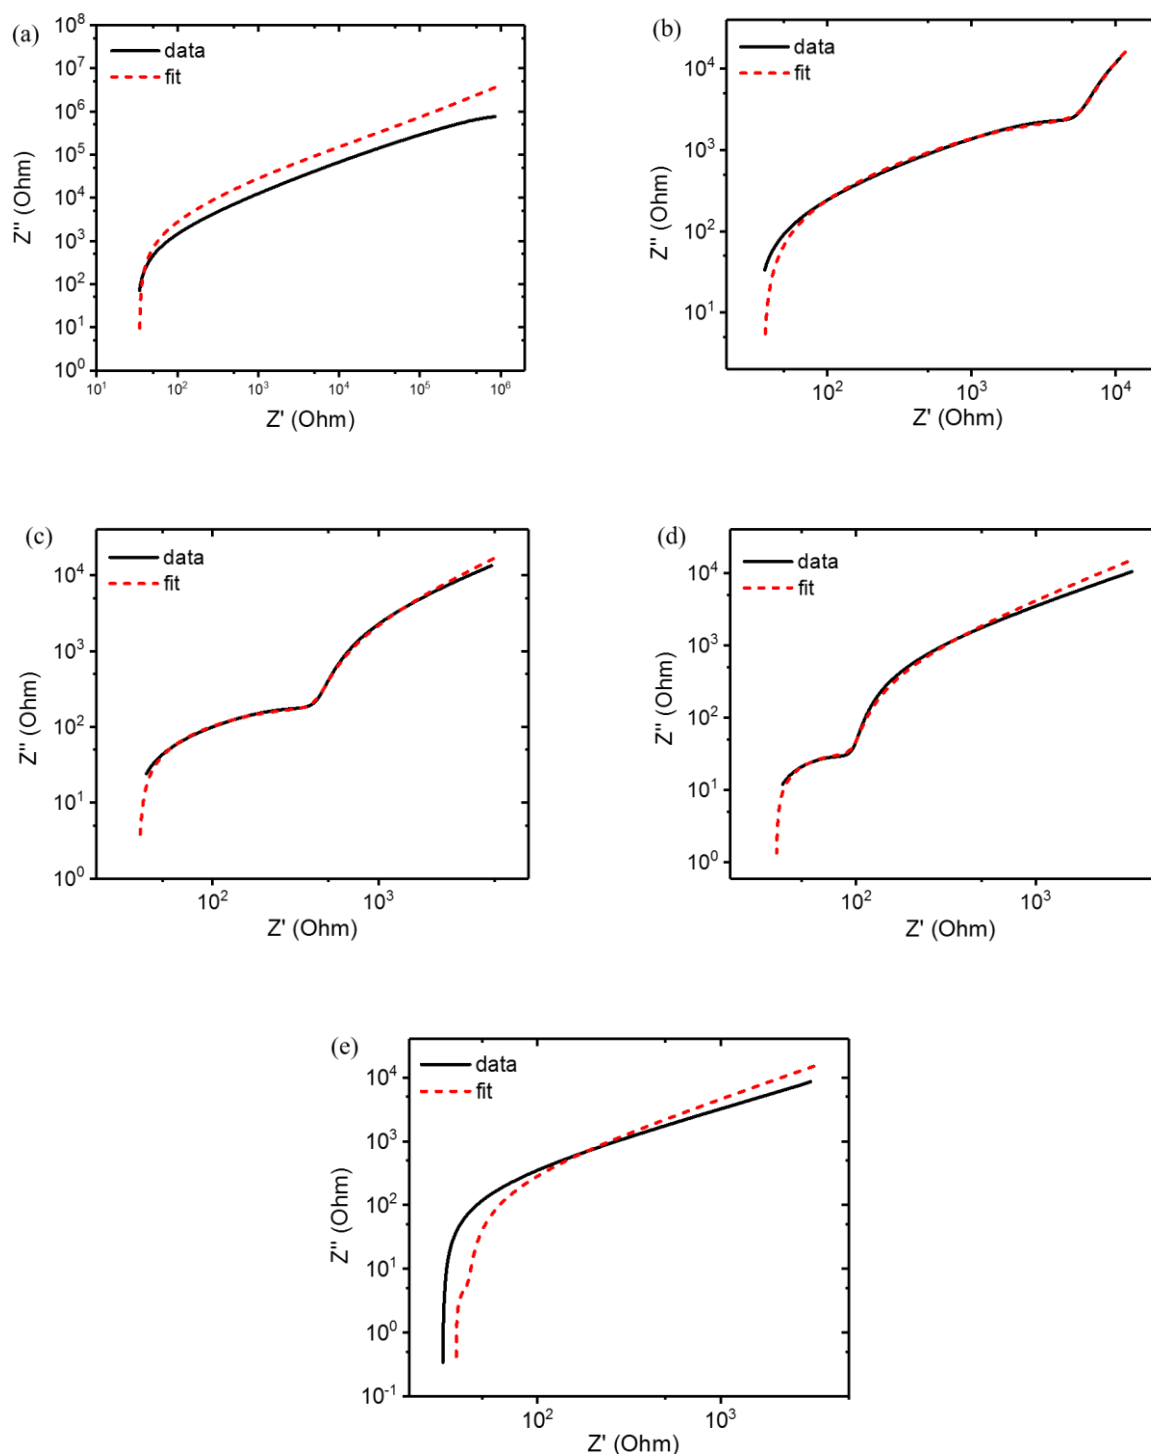 (a)
data
fit
10⁸
10⁷
10⁶
10⁵
10⁴
10³
10²
10¹
10⁰
Z'' (Ohm)
10¹ 10² 10³ 10⁴ 10⁵ 10⁶
Z' (Ohm)
(b)
data
fit
10⁴
10³
10²
10¹
Z'' (Ohm)
10² 10³ 10⁴
Z' (Ohm)
(c)
data
fit
10⁴
10³
10²
10¹
10⁰
Z'' (Ohm)
10² 10³
Z' (Ohm)
(d)
data
fit
10⁴
10³
10²
10¹
10⁰
Z'' (Ohm)
10² 10³
Z' (Ohm)
(e)
data
fit
10⁴
10³
10²
10¹
10⁰
10⁻¹
Z'' (Ohm)
10² 10³
Z' (Ohm)